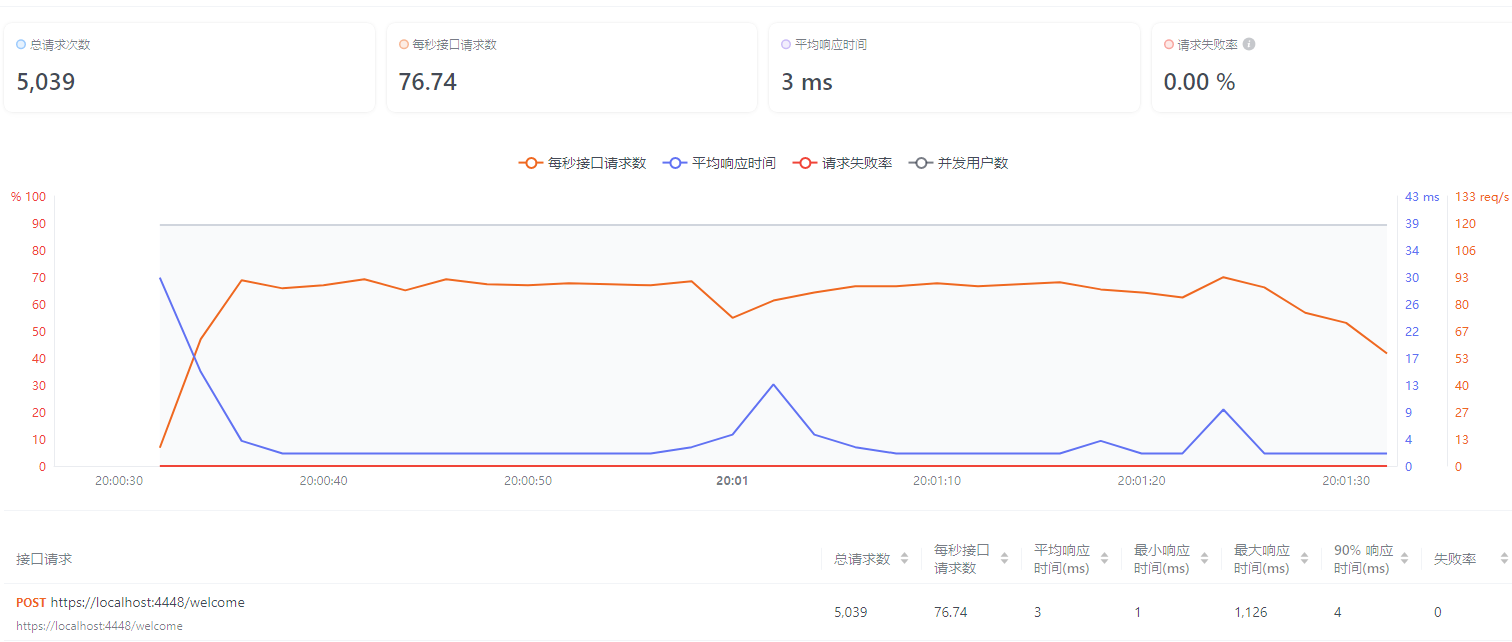 总请求次数
每秒接口请求数
平均响应时间
请求失败率
5,039
76.74
3 ms
0.00 %
每秒接口请求数 平均响应时间 请求失败率 并发用户数
% 100
90
80
70
60
50
40
30
20
10
0
43 ms
39
34
30
26
22
17
13
9
4
0
133 req/s
120
106
93
80
67
53
40
27
13
0
20:00:30 20:00:40 20:00:50 20:01 20:01:10 20:01:20 20:01:30
接口请求
总请求数
每秒接口
请求数
平均响应
时间(ms)
最小响应
时间(ms)
最大响应
时间(ms)
90% 响应
时间(ms)
失败率
POST https://localhost:4448/welcome
https://localhost:4448/welcome
5,039 76.74 3 1 1,126 4 0